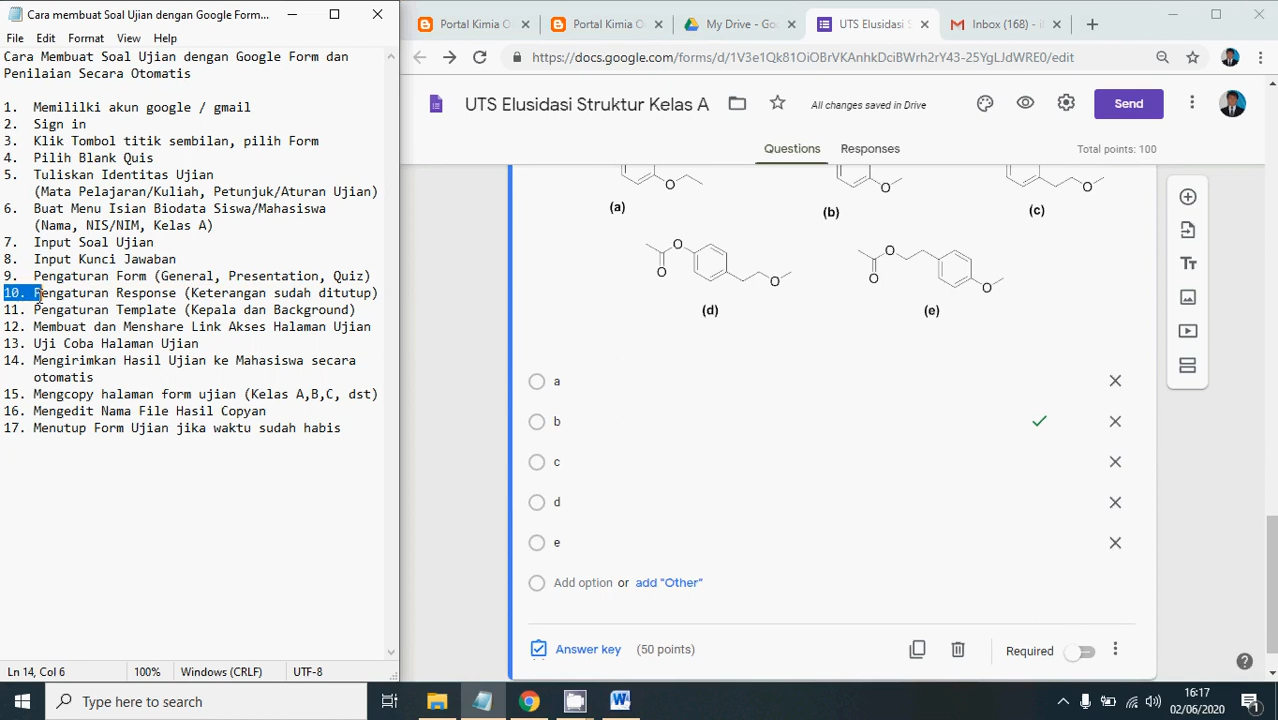 Cara membuat Soal Ujian dengan Google Form...
File Edit Format View Help
Cara Membuat Soal Ujian dengan Google Form dan
Penilaian Secara Otomatis
1. Memililki akun google / gmail
2. Sign in
3. Klik Tombol titik sembilan, pilih Form
4. Pilih Blank Quis
5. Tuliskan Identitas Ujian
(Mata Pelajaran/Kuliah, Petunjuk/Aturan Ujian)
6. Buat Menu Isian Biodata Siswa/Mahasiswa
(Nama, NIS/NIM, Kelas A)
7. Input Soal Ujian
8. Input Kunci Jawaban
9. Pengaturan Form (General, Presentation, Quiz)
10. Pengaturan Response (Keterangan sudah ditutup)
11. Pengaturan Template (Kepala dan Background)
12. Membuat dan Menshare Link Akses Halaman Ujian
13. Uji Coba Halaman Ujian
14. Mengirimkan Hasil Ujian ke Mahasiswa secara
otomatis
15. Mengcopy halaman form ujian (Kelas A,B,C, dst)
16. Mengedit Nama File Hasil Copyan
17. Menutup Form Ujian jika waktu sudah habis
Ln 14, Col 6 100% Windows (CRLF) UTF-8
Portal Kimia O Portal Kimia O My Drive - Goo UTS Elusidasi S Inbox (168) - i
https://docs.google.com/forms/d/1V3e1Qk81OiOBrVKAnhkDciBWrh2rY43-25YgLJdWRE0/edit
UTS Elusidasi Struktur Kelas A All changes saved in Drive Send
Questions Responses Total points: 100
O O O
(a) (b) (c)
O O O O O O
(d) (e)
a
b
c
d
e
Add option or add "Other"
Answer key (50 points) Required
Type here to search
16:17
02/06/2020
1